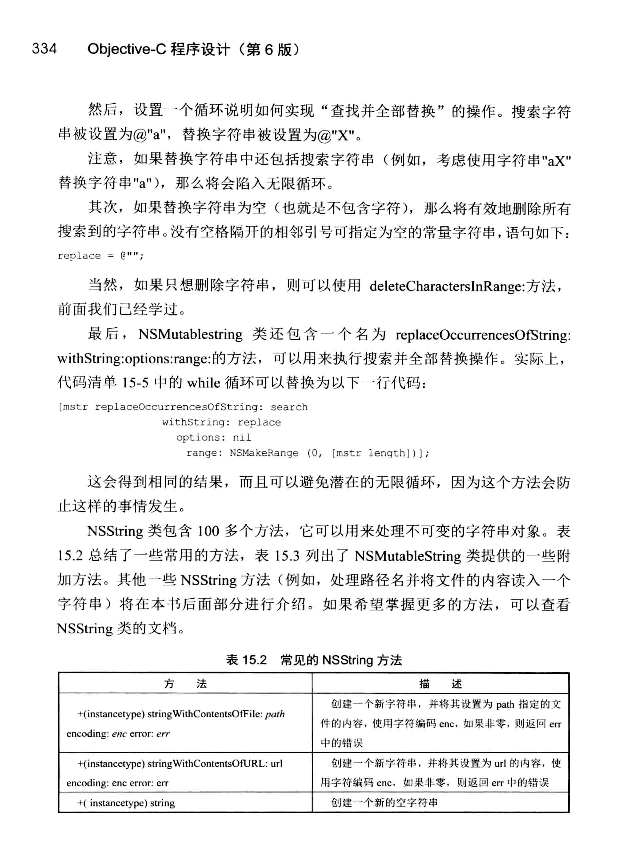 334 Objective-C 程序设计（第 6 版）
然后，设置一个循环说明如何实现“查找并全部替换”的操作。搜索字符
串被设置为@"a"，替换字符串被设置为@"X"。
注意，如果替换字符串中还包括搜索字符串（例如，考虑使用字符串"aX"
替换字符串"a"），那么将会陷入无限循环。
其次，如果替换字符串为空（也就是不包含字符），那么将有效地删除所有
搜索到的字符串。没有空格隔开的相邻引号可指定为空的常量字符串，语句如下：
replace = @"";
当然，如果只想删除字符串，则可以使用 deleteCharactersInRange:方法，
前面我们已经学过。
最后，NSMutablestring 类还包含一个名为 replaceOccurrencesOfString:
withString:options:range:的方法，可以用来执行搜索并全部替换操作。实际上，
代码清单 15-5 中的 while 循环可以替换为以下一行代码：
[mstr replaceOccurrencesOfString: search
withString: replace
options: nil
range: NSMakeRange (0, [mstr length])];
这会得到相同的结果，而且可以避免潜在的无限循环，因为这个方法会防
止这样的事情发生。
NSString 类包含 100 多个方法，它可以用来处理不可变的字符串对象。表
15.2 总结了一些常用的方法，表 15.3 列出了 NSMutableString 类提供的一些附
加方法。其他一些 NSString 方法（例如，处理路径名并将文件的内容读入一个
字符串）将在本书后面部分进行介绍。如果希望掌握更多的方法，可以查看
NSString 类的文档。
表 15.2 常见的 NSString 方法
方 法 描 述
+(instancetype) stringWithContentsOfFile: path
encoding: enc error: err
创建一个新字符串，并将其设置为 path 指定的文
件的内容，使用字符编码 enc，如果非零，则返回 err
中的错误
+(instancetype) stringWithContentsOfURL: url
encoding: enc error: err
创建一个新字符串，并将其设置为 url 的内容，使
用字符编码 enc，如果非零，则返回 err 中的错误
+( instancetype) string
创建一个新的空字符串